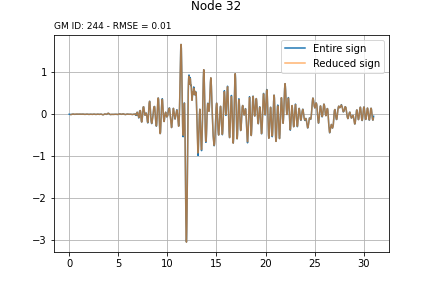 Node 32
GM ID: 244 - RMSE = 0.01
Entire sign
Reduced sign
1
0
−1
−2
−3
0 5 10 15 20 25 30